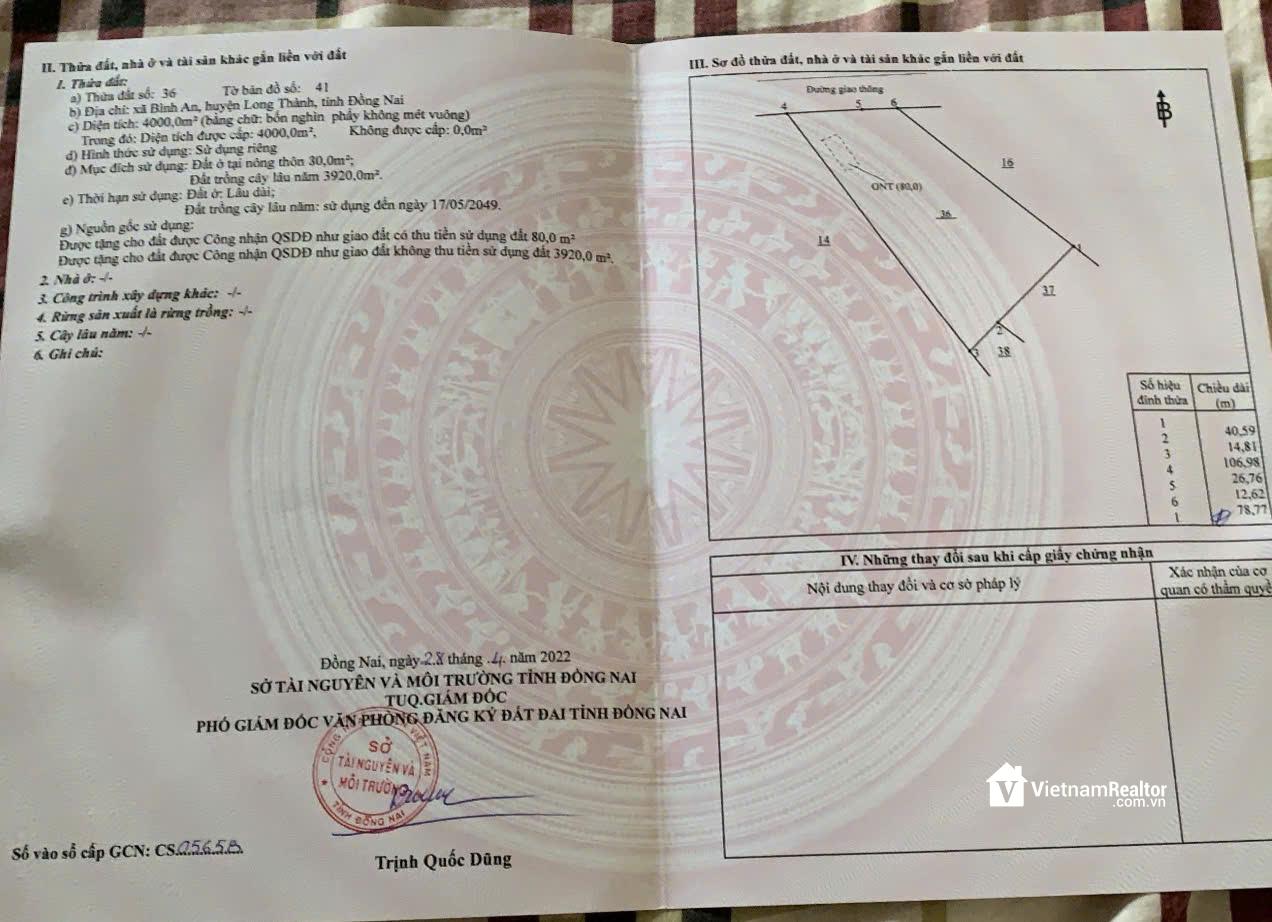 II. Thửa đất, nhà ở và tài sản khác gắn liền với đất
1. Thửa đất:
a) Thửa đất số: 36 Tờ bản đồ số: 41
b) Địa chỉ: xã Bình An, huyện Long Thành, tỉnh Đồng Nai
c) Diện tích: 4000,0m² (bằng chữ: bốn nghìn phẩy không mét vuông)
Trong đó: Diện tích được cấp: 4000,0m², Không được cấp: 0,0m²
d) Hình thức sử dụng: Sử dụng riêng
đ) Mục đích sử dụng: Đất ở tại nông thôn 80,0m²;
Đất trồng cây lâu năm 3920,0m².
e) Thời hạn sử dụng: Đất ở: Lâu dài;
Đất trồng cây lâu năm: sử dụng đến ngày 17/05/2049.
g) Nguồn gốc sử dụng:
Được tặng cho đất được Công nhận QSDĐ như giao đất có thu tiền sử dụng đất 80,0 m²
Được tặng cho đất được Công nhận QSDĐ như giao đất không thu tiền sử dụng đất 3920,0 m².
2. Nhà ở: -/-
3. Công trình xây dựng khác: -/-
4. Rừng sản xuất là rừng trồng: -/-
5. Cây lâu năm: -/-
6. Ghi chú:
Đồng Nai, ngày 28 tháng .4. năm 2022
SỞ TÀI NGUYÊN VÀ MÔI TRƯỜNG TỈNH ĐỒNG NAI
TUQ.GIÁM ĐỐC
PHÓ GIÁM ĐỐC VĂN PHÒNG ĐĂNG KÝ ĐẤT ĐAI TỈNH ĐỒNG NAI
SỞ
TÀI NGUYÊN VÀ
MÔI TRƯỜNG
TỈNH ĐỒNG NAI
Trịnh Quốc Dũng
Số vào sổ cấp GCN: CS
III. Sơ đồ thửa đất, nhà ở và tài sản khác gắn liền với đất
Đường giao thông
4 5 6
B
16
ONT (80,0)
36
14
1
37
2
3 38
Số hiệu đỉnh thửa Chiều dài (m)
1
40,59
2
14,81
3
106,98
4
26,76
5
12,62
6
78,77
1
IV. Những thay đổi sau khi cấp giấy chứng nhận
Nội dung thay đổi và cơ sở pháp lý
Xác nhận của cơ
quan có thẩm quyề
VietnamRealtor
.com.vn